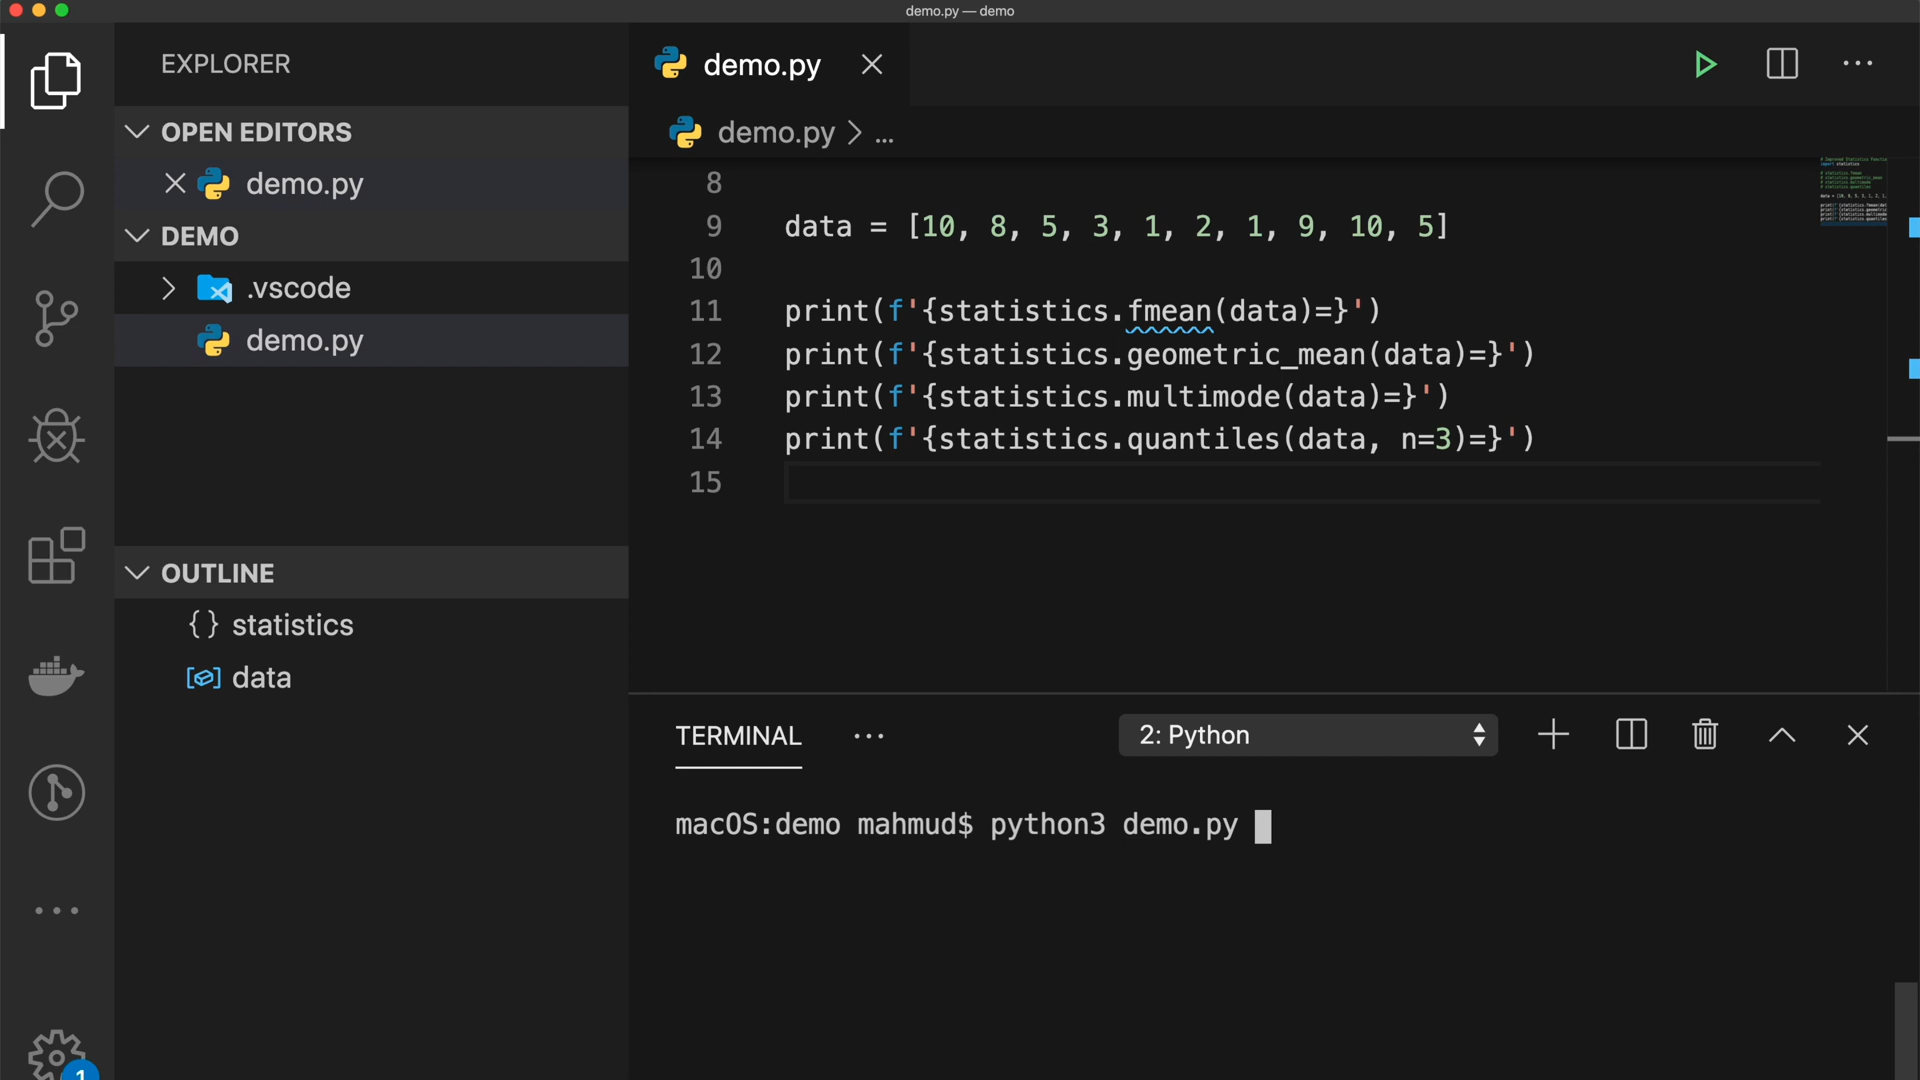 demo.py — demo
EXPLORER
OPEN EDITORS
demo.py
DEMO
.vscode
demo.py
OUTLINE
{} statistics
data
1
demo.py
demo.py > ...
8
9 data = [10, 8, 5, 3, 1, 2, 1, 9, 10, 5]
10
11 print(f'{statistics.fmean(data)=}')
12 print(f'{statistics.geometric_mean(data)=}')
13 print(f'{statistics.multimode(data)=}')
14 print(f'{statistics.quantiles(data, n=3)=}')
15
TERMINAL ...
2: Python
macOS:demo mahmud$ python3 demo.py